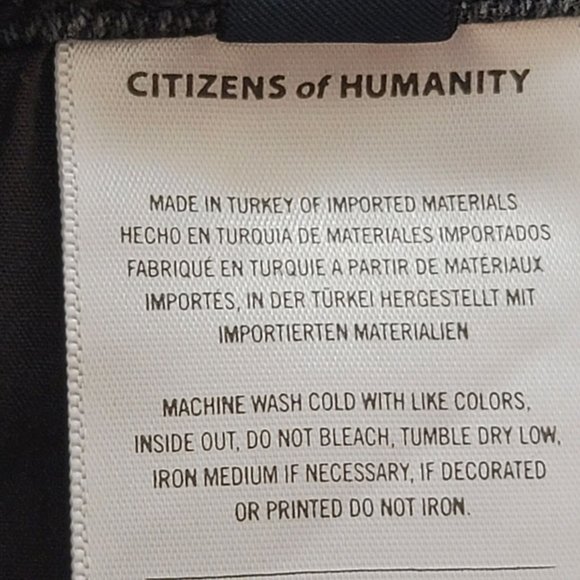 CITIZENS of HUMANITY
MADE IN TURKEY OF IMPORTED MATERIALS
HECHO EN TURQUIA DE MATERIALES IMPORTADOS
FABRIQUÉ EN TURQUIE A PARTIR DE MATÉRIAUX
IMPORTÉS, IN DER TÜRKEI HERGESTELLT MIT
IMPORTIERTEN MATERIALIEN
MACHINE WASH COLD WITH LIKE COLORS,
INSIDE OUT, DO NOT BLEACH, TUMBLE DRY LOW,
IRON MEDIUM IF NECESSARY, IF DECORATED
OR PRINTED DO NOT IRON.